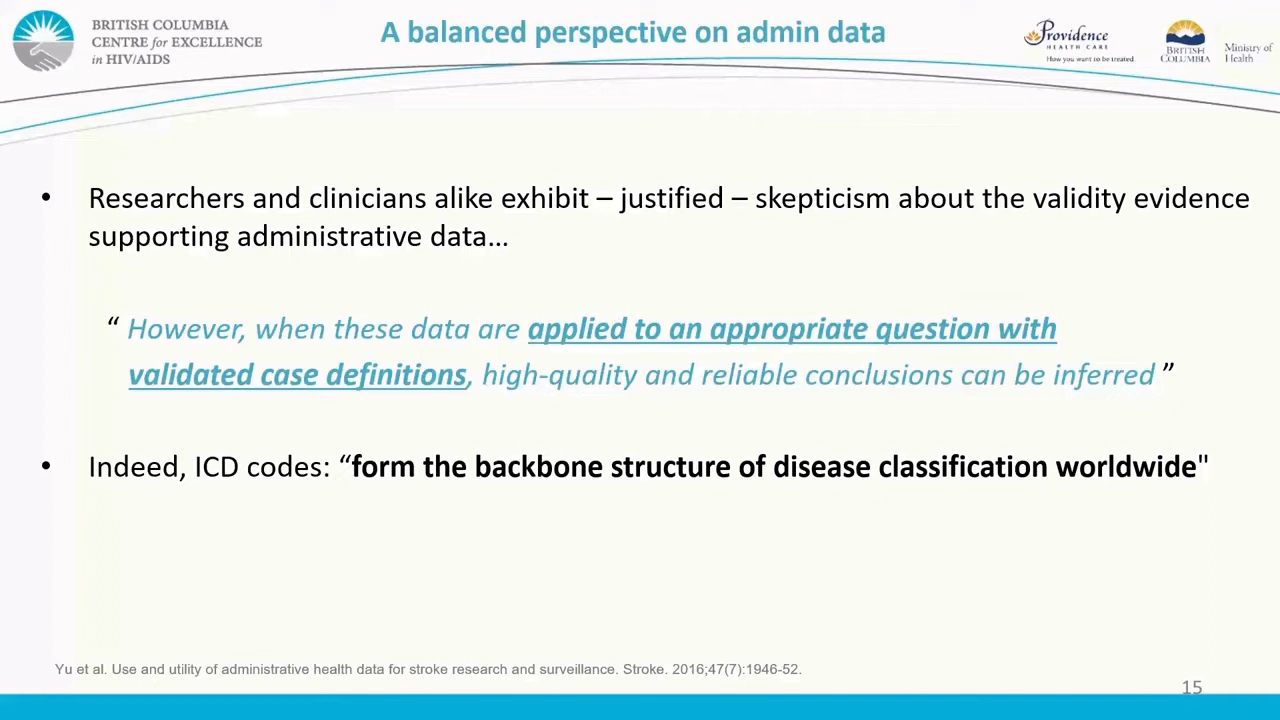 BRITISH COLUMBIA
CENTRE for EXCELLENCE
in HIV/AIDS
A balanced perspective on admin data
Providence
HEALTH CARE
How you want to be treated.
BRITISH
COLUMBIA
Ministry of
Health
• Researchers and clinicians alike exhibit – justified – skepticism about the validity evidence
supporting administrative data…
“ However, when these data are applied to an appropriate question with
validated case definitions, high-quality and reliable conclusions can be inferred ”
• Indeed, ICD codes: “form the backbone structure of disease classification worldwide"
Yu et al. Use and utility of administrative health data for stroke research and surveillance. Stroke. 2016;47(7):1946-52.
15